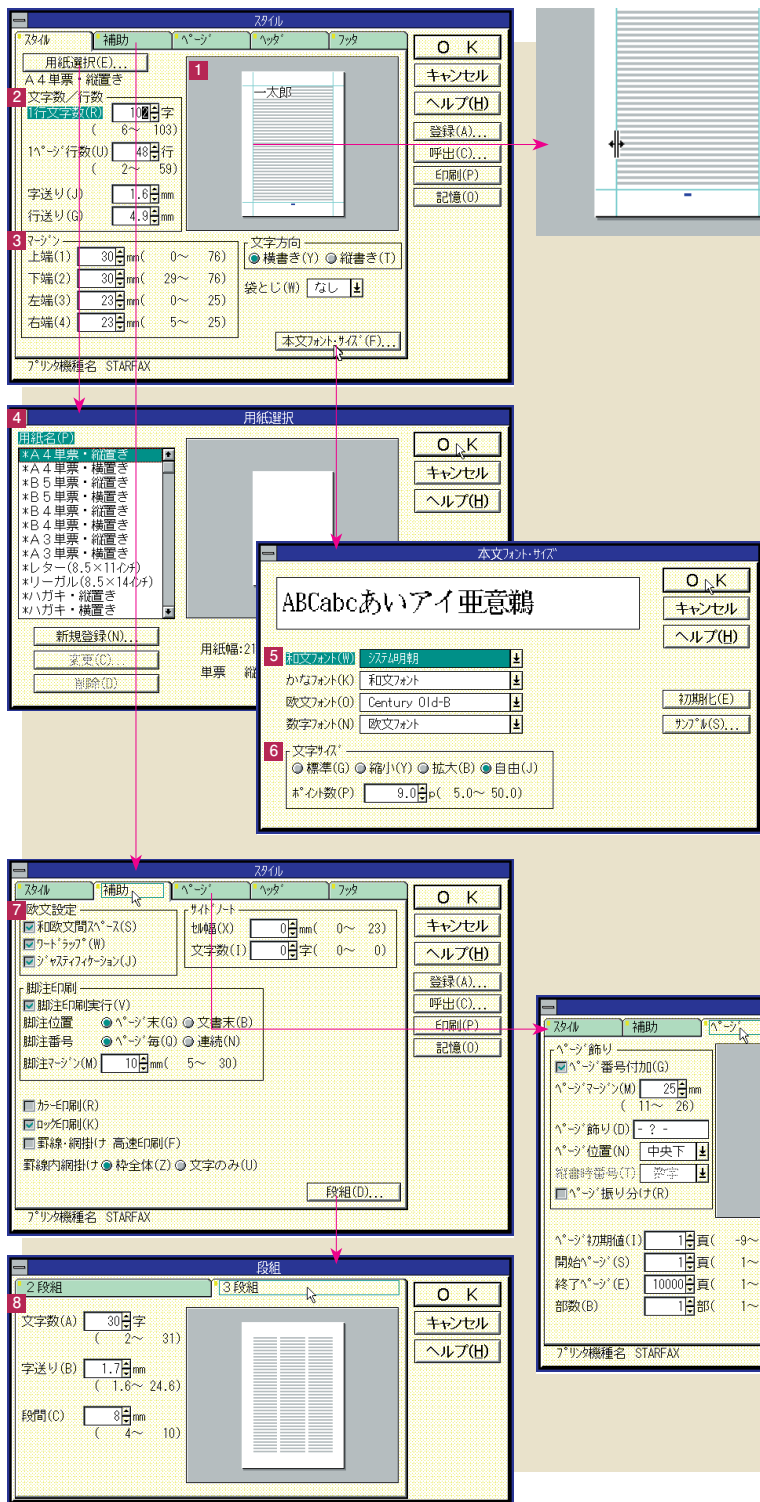 スタイル
スタイル 補助 ページ ヘッダ フッタ
O K
用紙選択(E)...
1
キャンセル
A4単票・縦置き
ヘルプ(H)
2
文字数/行数
一太郎
1行文字数(R) 字
( 6～ 103)
登録(A)...
1ページ行数(U) 48 行
呼出(C)...
( 2～ 59)
印刷(P)
字送り(J) 1.6 mm
記憶(O)
行送り(G) 4.9 mm
3
マージン
文字方向
上端(1) 30 mm( 0～ 76)
横書き(Y) 縦書き(T)
下端(2) 30 mm( 29～ 76)
袋とじ(W) なし
左端(3) 23 mm( 0～ 25)
右端(4) 23 mm( 5～ 25)
本文フォント・サイズ(F)...
プリンタ機種名 STARFAX
4
用紙選択
用紙名(P)
*A4単票・縦置き
*A4単票・横置き
*B5単票・縦置き
*B5単票・横置き
*B4単票・縦置き
*B4単票・横置き
*A3単票・縦置き
*A3単票・横置き
*レター(8.5×11インチ)
*リーガル(8.5×14インチ)
*ハガキ・縦置き
*ハガキ・横置き
O K
キャンセル
ヘルプ(H)
新規登録(N)...
変更(C)...
削除(D)
用紙幅:21
単票 縦
本文フォント・サイズ
ABCabcあいアイ亜意鵜
O K
キャンセル
ヘルプ(H)
5
和文フォント(W) システム明朝
かなフォント(K) 和文フォント
欧文フォント(O) Century Old-B
数字フォント(N) 欧文フォント
初期化(E)
サンプル(S)...
6
文字サイズ
標準(G) 縮小(Y) 拡大(B) 自由(J)
ポイント数(P) 9.0 p( 5.0～ 50.0)
スタイル
スタイル 補助 ページ ヘッダ フッタ
7
欧文設定
和欧文間スペース(S)
ワードラップ(W)
ジャスティフィケーション(J)
サイドノート
セル幅(X) 0 mm( 0～ 23)
文字数(I) 0 字( 0～ 0)
O K
キャンセル
ヘルプ(H)
登録(A)...
呼出(C)...
印刷(P)
記憶(O)
脚注印刷
脚注印刷実行(V)
脚注位置 ページ末(G) 文書末(B)
脚注番号 ページ毎(Q) 連続(N)
脚注マージン(M) 10 mm( 5～ 30)
カラー印刷(R)
ロック印刷(K)
罫線・網掛け 高速印刷(F)
罫線内網掛け 枠全体(Z) 文字のみ(U)
段組(D)...
プリンタ機種名 STARFAX
スタイル 補助 ページ
ページ飾り
ページ番号付加(G)
ページマージン(M) 25 mm
( 11～ 26)
ページ飾り(D) - ? -
ページ位置(N) 中央下
縦書時番号(T) 漢字
ページ振り分け(R)
ページ初期値(I) 1 頁( -9～
開始ページ(S) 1 頁( 1～
終了ページ(E) 10000 頁( 1～
部数(B) 1 部( 1～
プリンタ機種名 STARFAX
段組
2段組 3段組
8
文字数(A) 30 字
( 2～ 31)
字送り(B) 1.7 mm
( 1.6～ 24.6)
段間(C) 8 mm
( 4～ 10)
O K
キャンセル
ヘルプ(H)